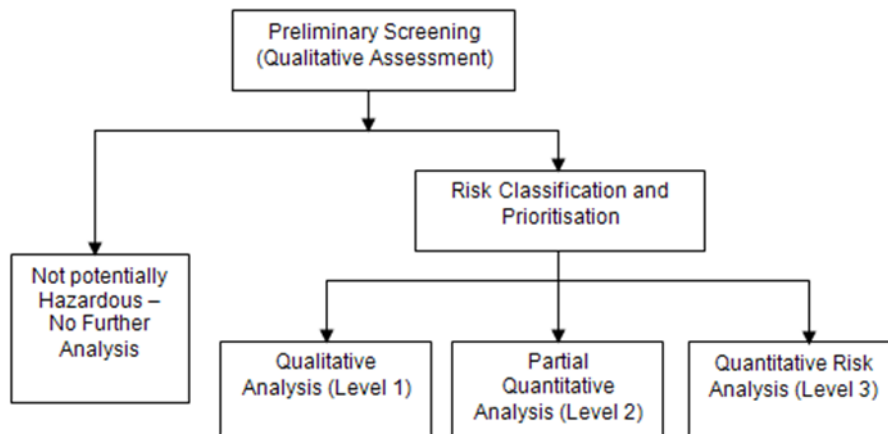 Preliminary Screening
(Qualitative Assessment)
Risk Classification and
Prioritisation
Not potentially
Hazardous –
No Further
Analysis
Qualitative
Analysis (Level 1)
Partial
Quantitative
Analysis (Level 2)
Quantitative Risk
Analysis (Level 3)